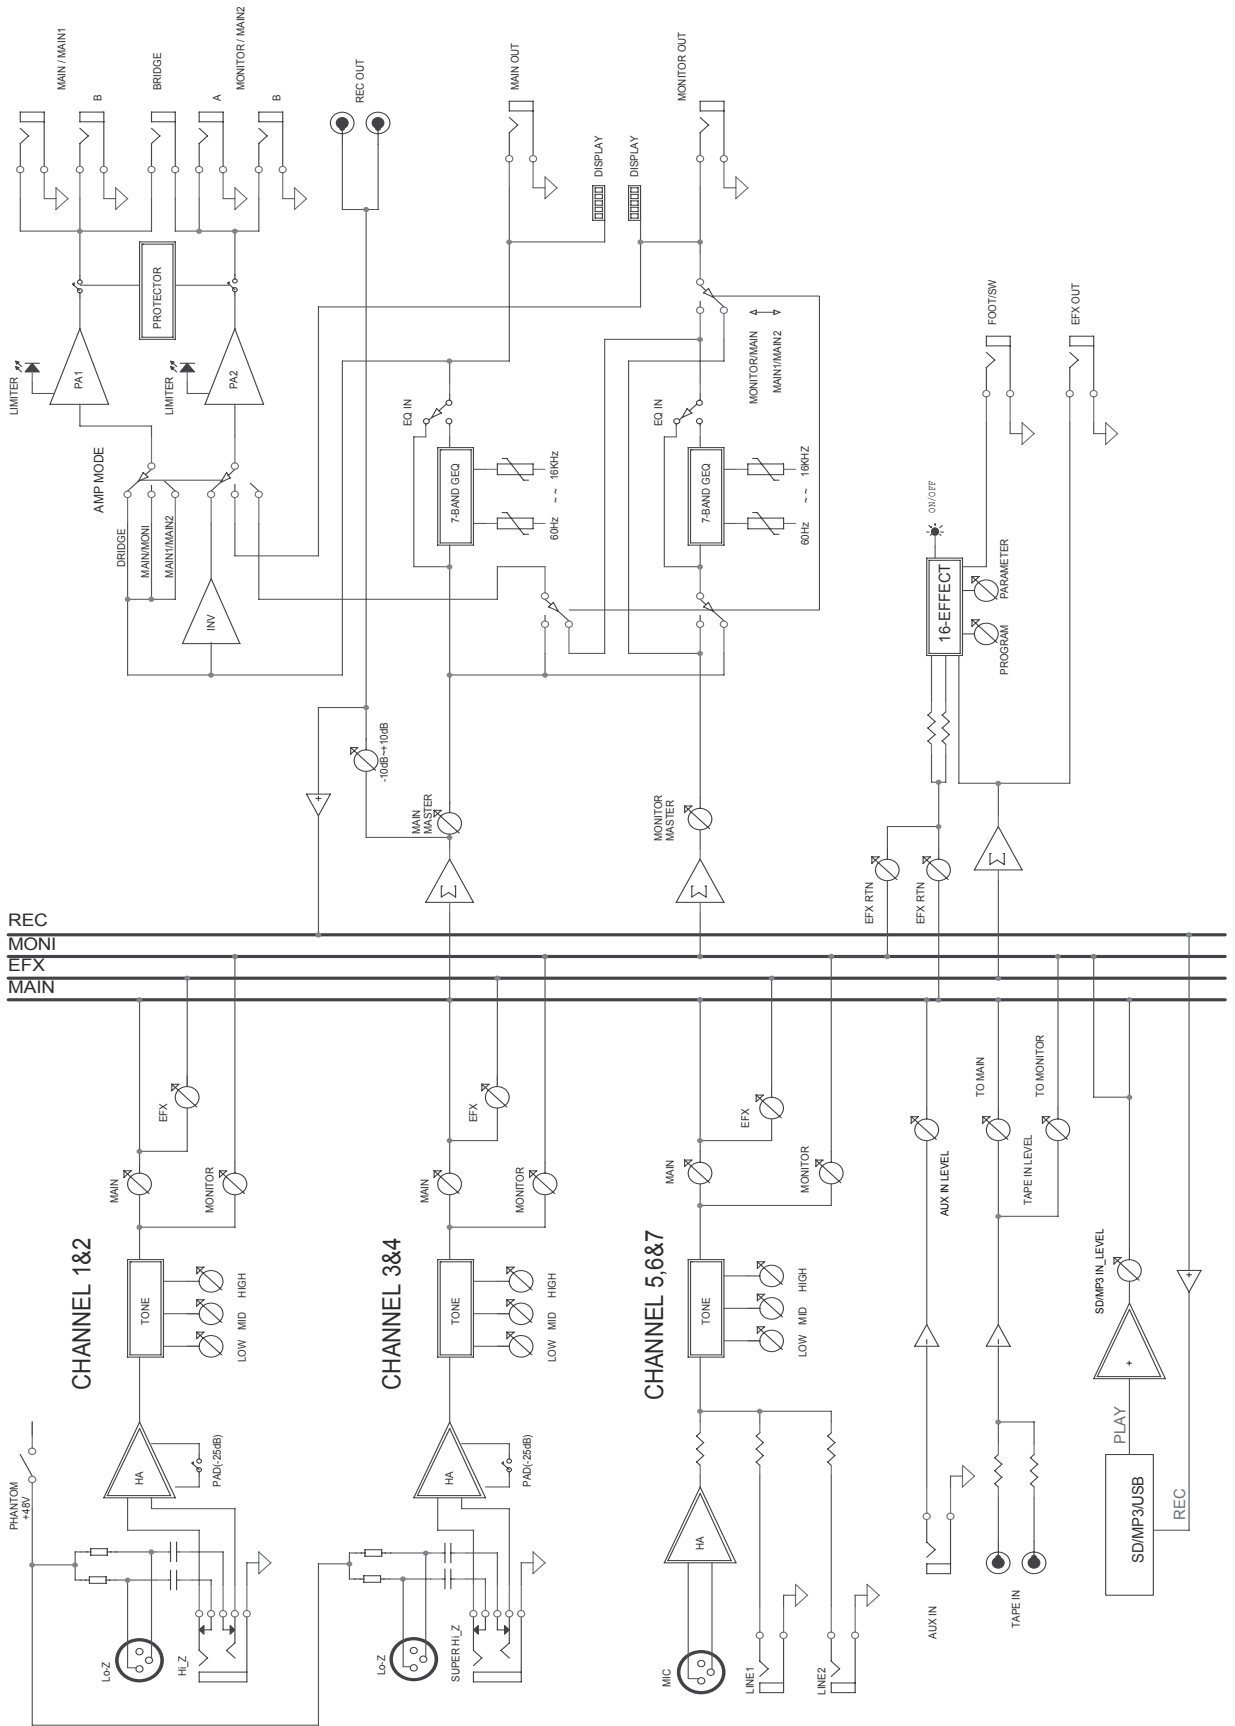 MAIN / MAIN1
B
BRIDGE
A
MONITOR / MAIN2
B
REC OUT
MAIN OUT
DISPLAY
DISPLAY
MONITOR OUT
PROTECTOR
LIMITER
PA1
LIMITER
PA2
AMP MODE
DRIDGE
MAIN/MONI
MAIN1/MAIN2
INV
EQ IN
7-BAND GEQ
60Hz ~ ~ 16KHz
EQ IN
7-BAND GEQ
60Hz ~ ~ 16KHZ
MONITOR/MAIN
MAIN1/MAIN2
FOOT/SW
EFX OUT
ON/OFF
16-EFFECT
PROGRAM
PARAMETER
-10dB~+10dB
+
MAIN
MASTER
Σ
MONITOR
MASTER
Σ
EFX RTN
EFX RTN
Σ
REC
MONI
EFX
MAIN
CHANNEL 1&2
MAIN
EFX
MONITOR
TONE
LOW
MID
HIGH
HA
PAD(-25dB)
PHANTOM
+48V
Lo-Z
Hi_Z
CHANNEL 3&4
MAIN
EFX
MONITOR
TONE
LOW
MID
HIGH
HA
PAD(-25dB)
Lo-Z
SUPER Hi_Z
CHANNEL 5,6&7
MAIN
EFX
MONITOR
TONE
LOW
MID
HIGH
HA
MIC
LINE1
LINE2
AUX IN LEVEL
-
AUX IN
TO MAIN
TAPE IN LEVEL
TO MONITOR
-
TAPE IN
SD/MP3 IN_LEVEL
+
PLAY
SD/MP3/USB
REC
+